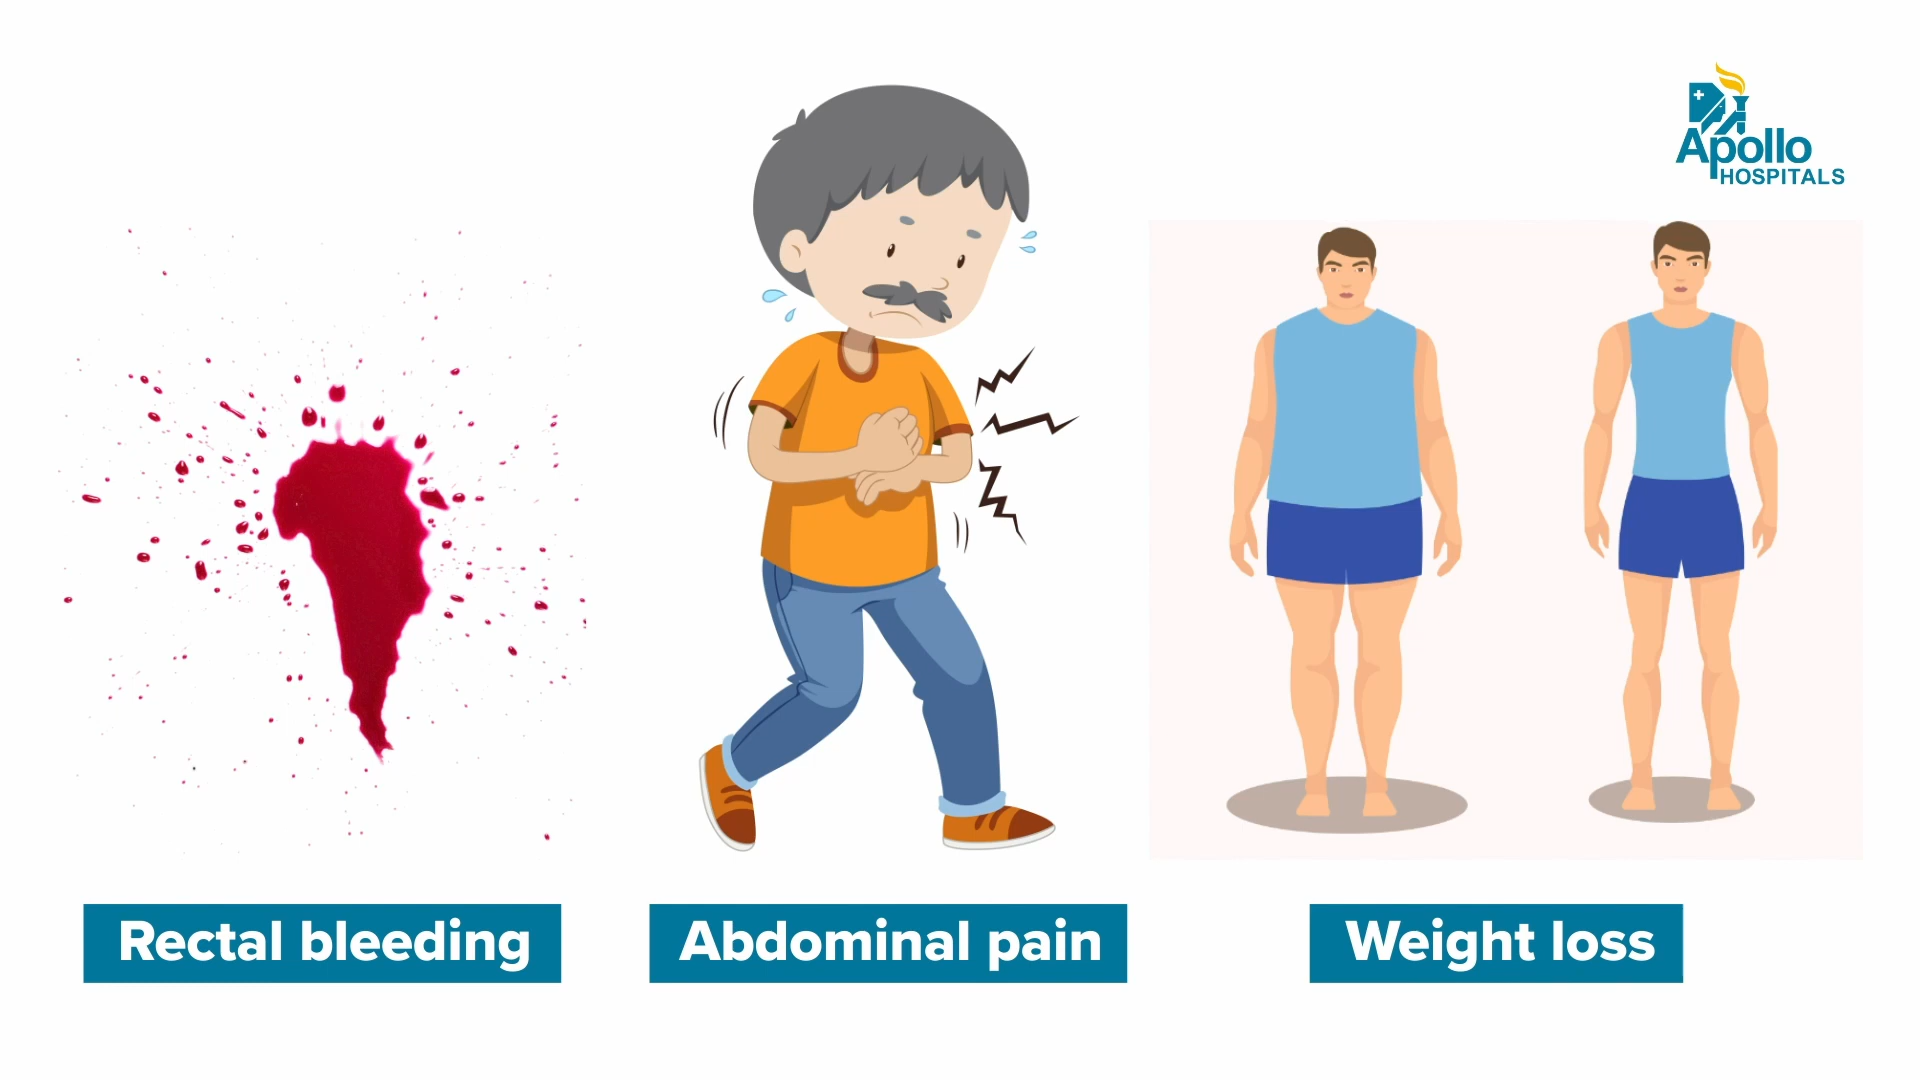 Apollo
HOSPITALS
Rectal bleeding
Abdominal pain
Weight loss